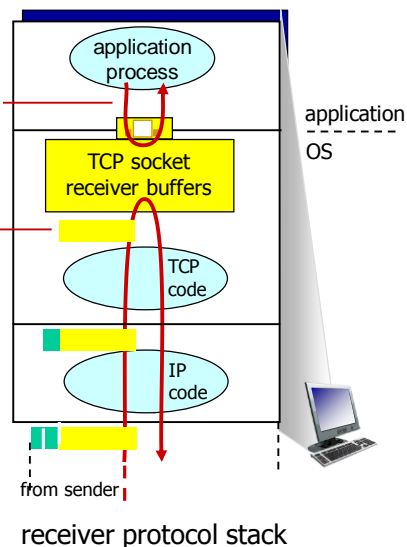 application
process
application
OS
TCP socket
receiver buffers
TCP
code
IP
code
from sender
receiver protocol stack